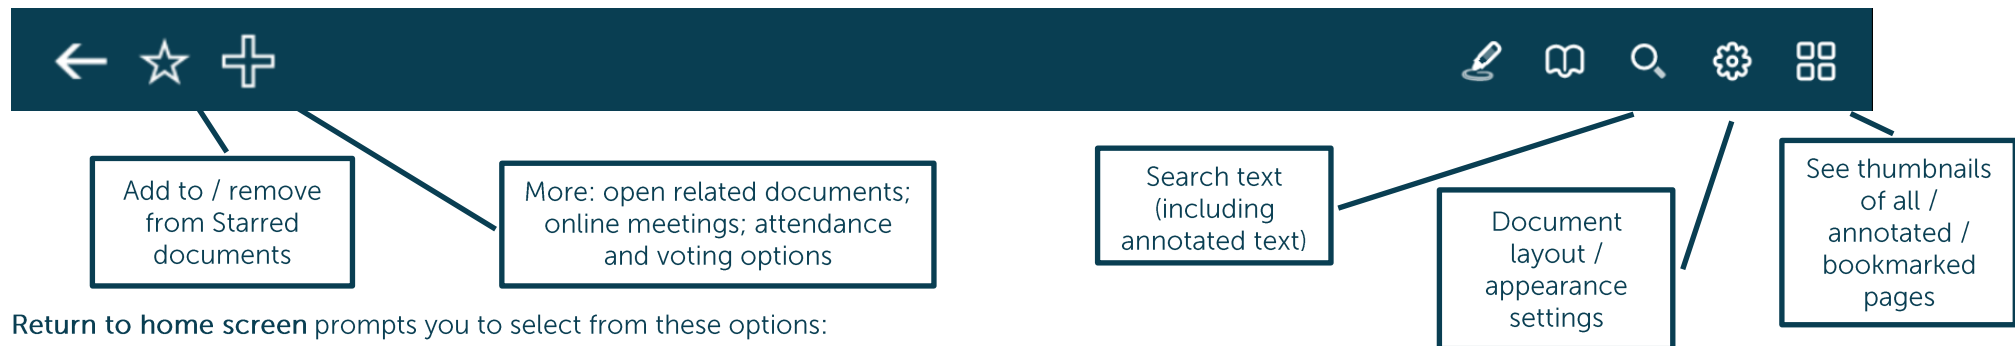 Add to / remove
from Starred
documents
More: open related documents;
online meetings; attendance
and voting options
Search text
(including
annotated text)
Document
layout /
appearance
settings
See thumbnails
of all /
annotated /
bookmarked
pages
Return to home screen prompts you to select from these options: